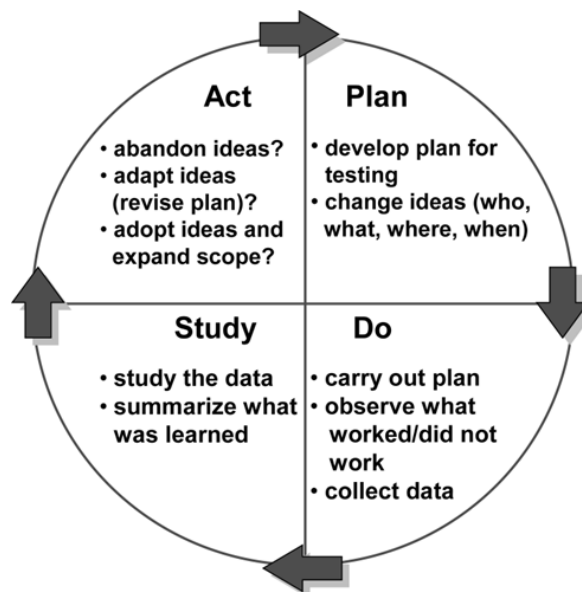 Act
• abandon ideas?
• adapt ideas
(revise plan)?
• adopt ideas and
expand scope?
Plan
• develop plan for
testing
• change ideas (who,
what, where, when)
Study
• study the data
• summarize what
was learned
Do
• carry out plan
• observe what
worked/did not
work
• collect data